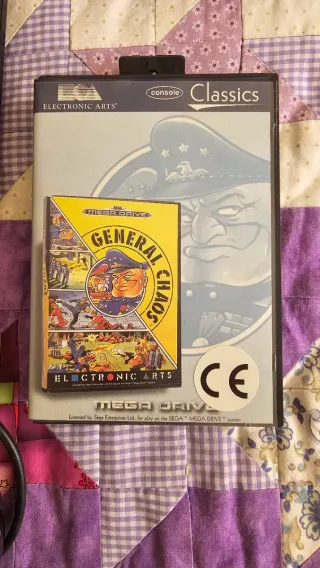 EA
ELECTRONIC ARTS®
console
Classics
SEGA
MEGA DRIVE
GENERAL CHAOS
ELECTRONIC ARTS
CE
MEGA DRIVE
Licensed by Sega Enterprises Ltd. for play on the SEGA™ MEGA DRIVE™ system